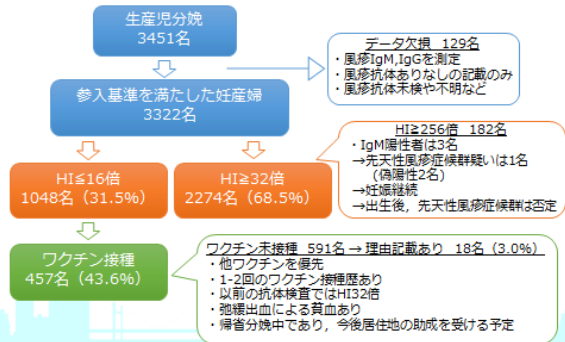 生産児分娩
3451名
データ欠損 129名
・風疹IgM,IgGを測定
・風疹抗体ありなしの記載のみ
・風疹抗体未検や不明など
参入基準を満たした妊産婦
3322名
HI≧256倍 182名
・IgM陽性者は3名
→先天性風疹症候群疑いは1名
(偽陽性2名)
→妊娠継続
→出生後，先天性風疹症候群は否定
HI≦16倍
1048名（31.5%）
HI≧32倍
2274名（68.5%）
ワクチン接種
457名（43.6%）
ワクチン未接種 591名 → 理由記載あり 18名（3.0%）
・他ワクチンを優先
・1-2回のワクチン接種歴あり
・以前の抗体検査ではHI32倍
・弛緩出血による貧血あり
・帰省分娩中であり，今後居住地の助成を受ける予定